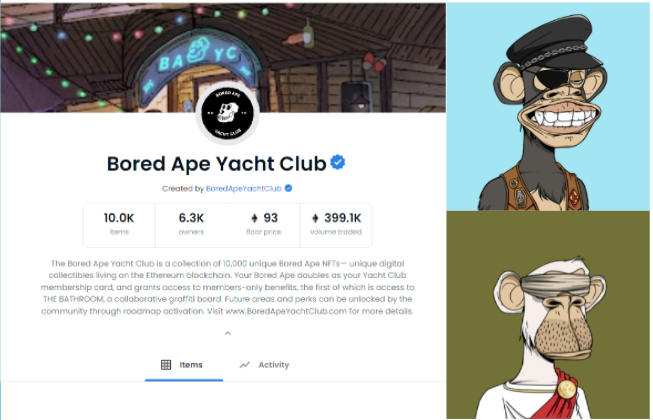 BA YC
BORED APE
YACHT CLUB
Bored Ape Yacht Club
Created by BoredApeYachtClub
10.0K
items
6.3K
owners
93
floor price
399.1K
volume traded
The Bored Ape Yacht Club is a collection of 10,000 unique Bored Ape NFTs— unique digital
collectibles living on the Ethereum blockchain. Your Bored Ape doubles as your Yacht Club
membership card, and grants access to members-only benefits, the first of which is access to
THE BATHROOM, a collaborative graffiti board. Future areas and perks can be unlocked by the
community through roadmap activation. Visit www.BoredApeYachtClub.com for more details.
Items
Activity